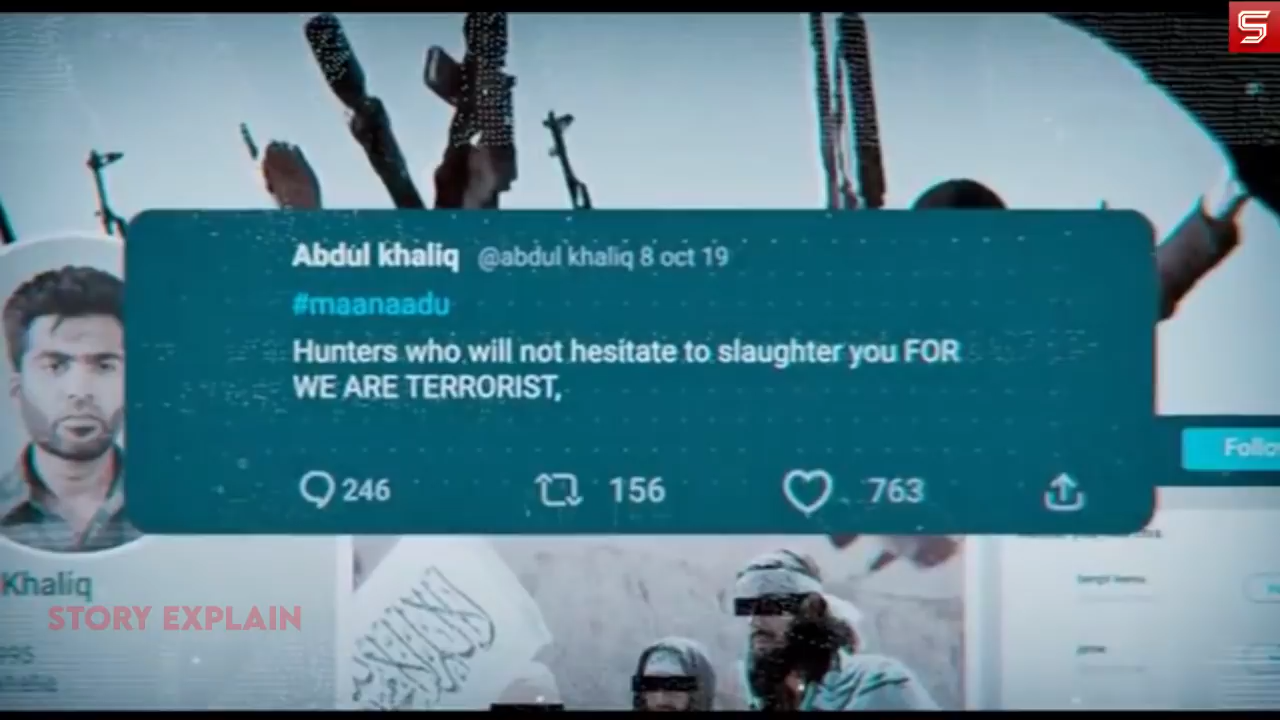 Abdul khaliq @abdul khaliq 8 oct 19
#maanaadu
Hunters who will not hesitate to slaughter you FOR
WE ARE TERRORIST,
246 156 763
Khaliq
STORY EXPLAIN